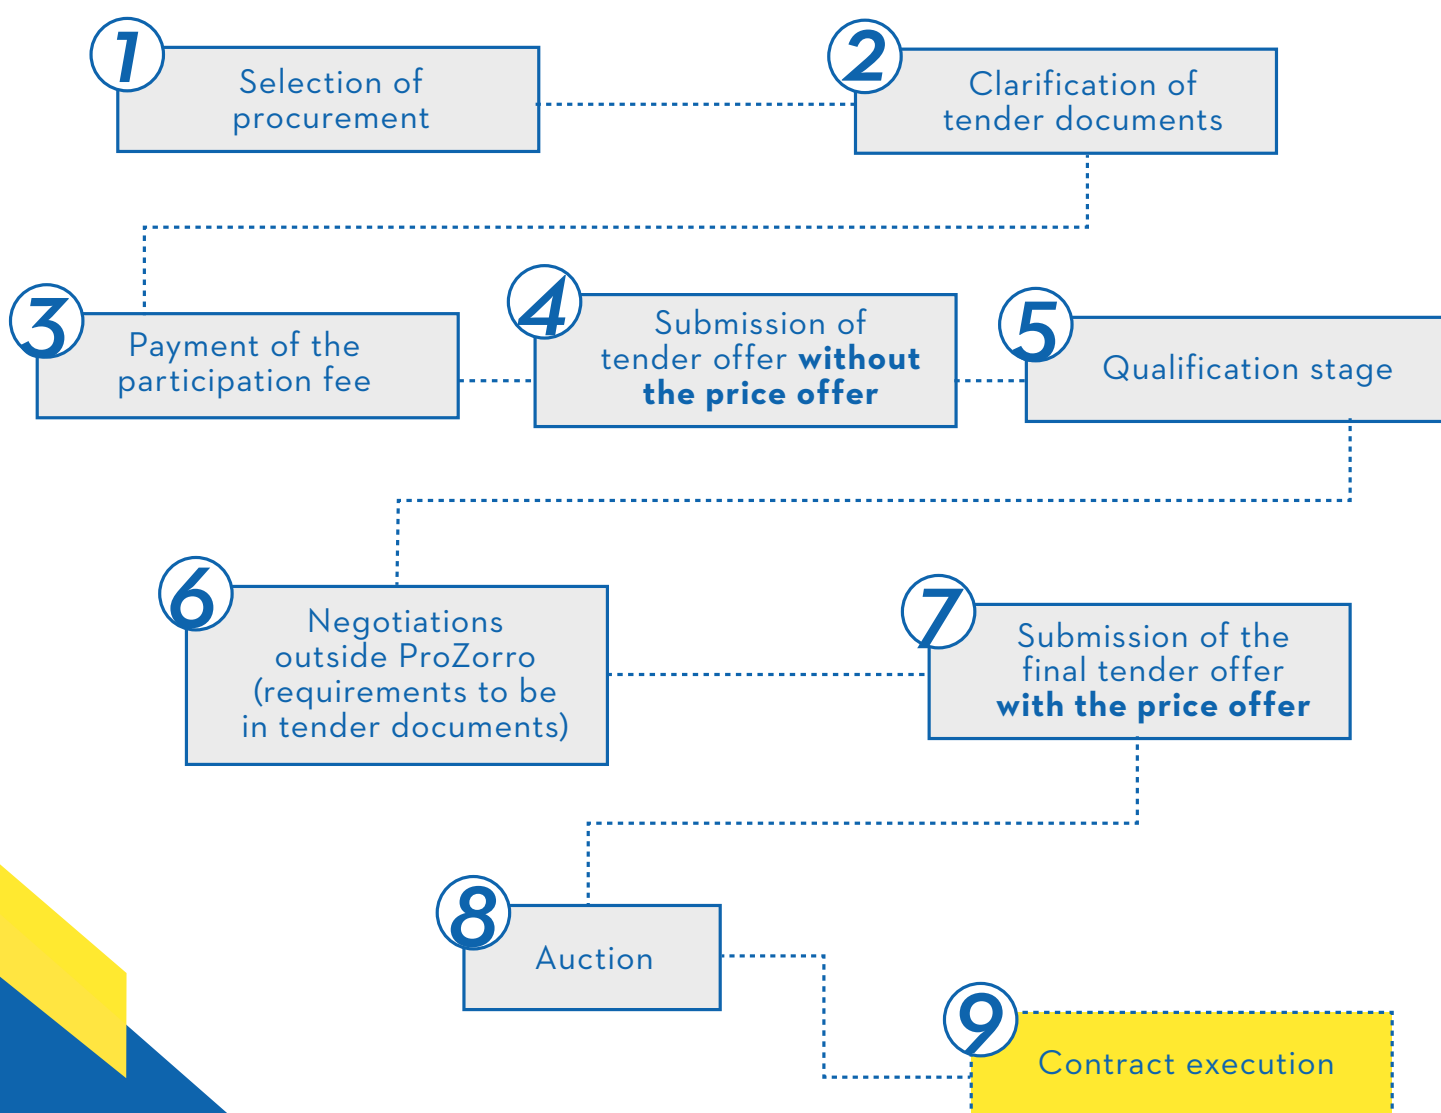 1
Selection of
procurement
2
Clarification of
tender documents
3
Payment of the
participation fee
4
Submission of
tender offer without
the price offer
5
Qualification stage
6
Negotiations
outside ProZorro
(requirements to be
in tender documents)
7
Submission of the
final tender offer
with the price offer
8
Auction
9
Contract execution